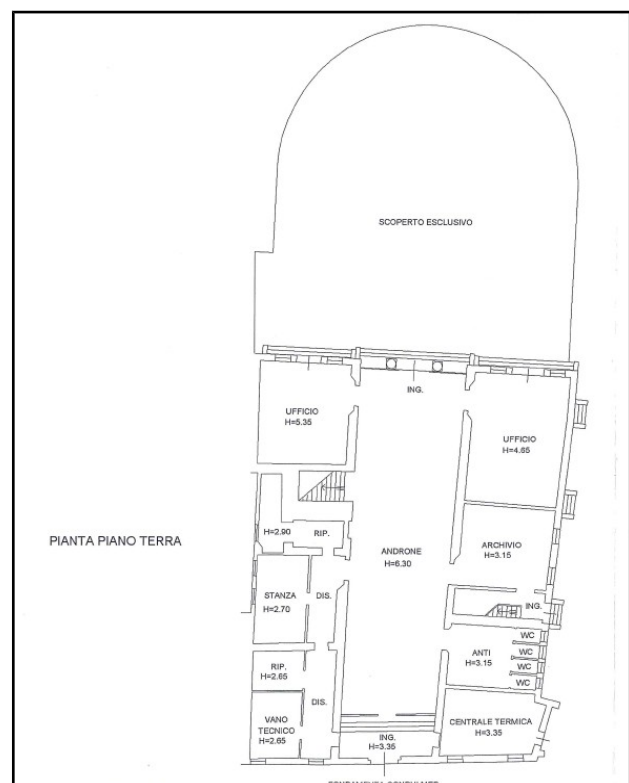 SCOPERTO ESCLUSIVO
ING.
UFFICIO
H=5.35
UFFICIO
H=4.65
PIANTA PIANO TERRA
H=2.90
RIP.
ANDRONE
H=6.30
ARCHIVIO
H=3.15
STANZA
H=2.70
DIS.
ING.
WC
ANTI
H=3.15
WC
WC
WC
RIP.
H=2.65
DIS.
VANO
TECNICO
H=2.65
CENTRALE TERMICA
H=3.35
ING.
H=3.35